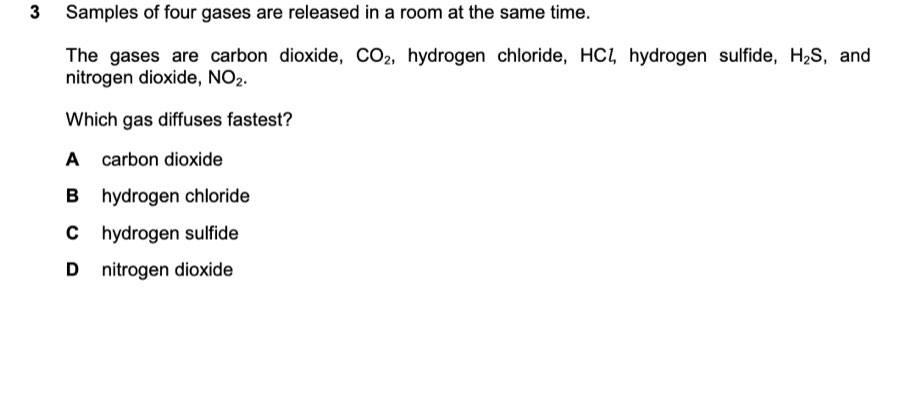 3 Samples of four gases are released in a room at the same time.
The gases are carbon dioxide, CO₂, hydrogen chloride, HCl, hydrogen sulfide, H₂S, and
nitrogen dioxide, NO₂.
Which gas diffuses fastest?
A carbon dioxide
B hydrogen chloride
C hydrogen sulfide
D nitrogen dioxide